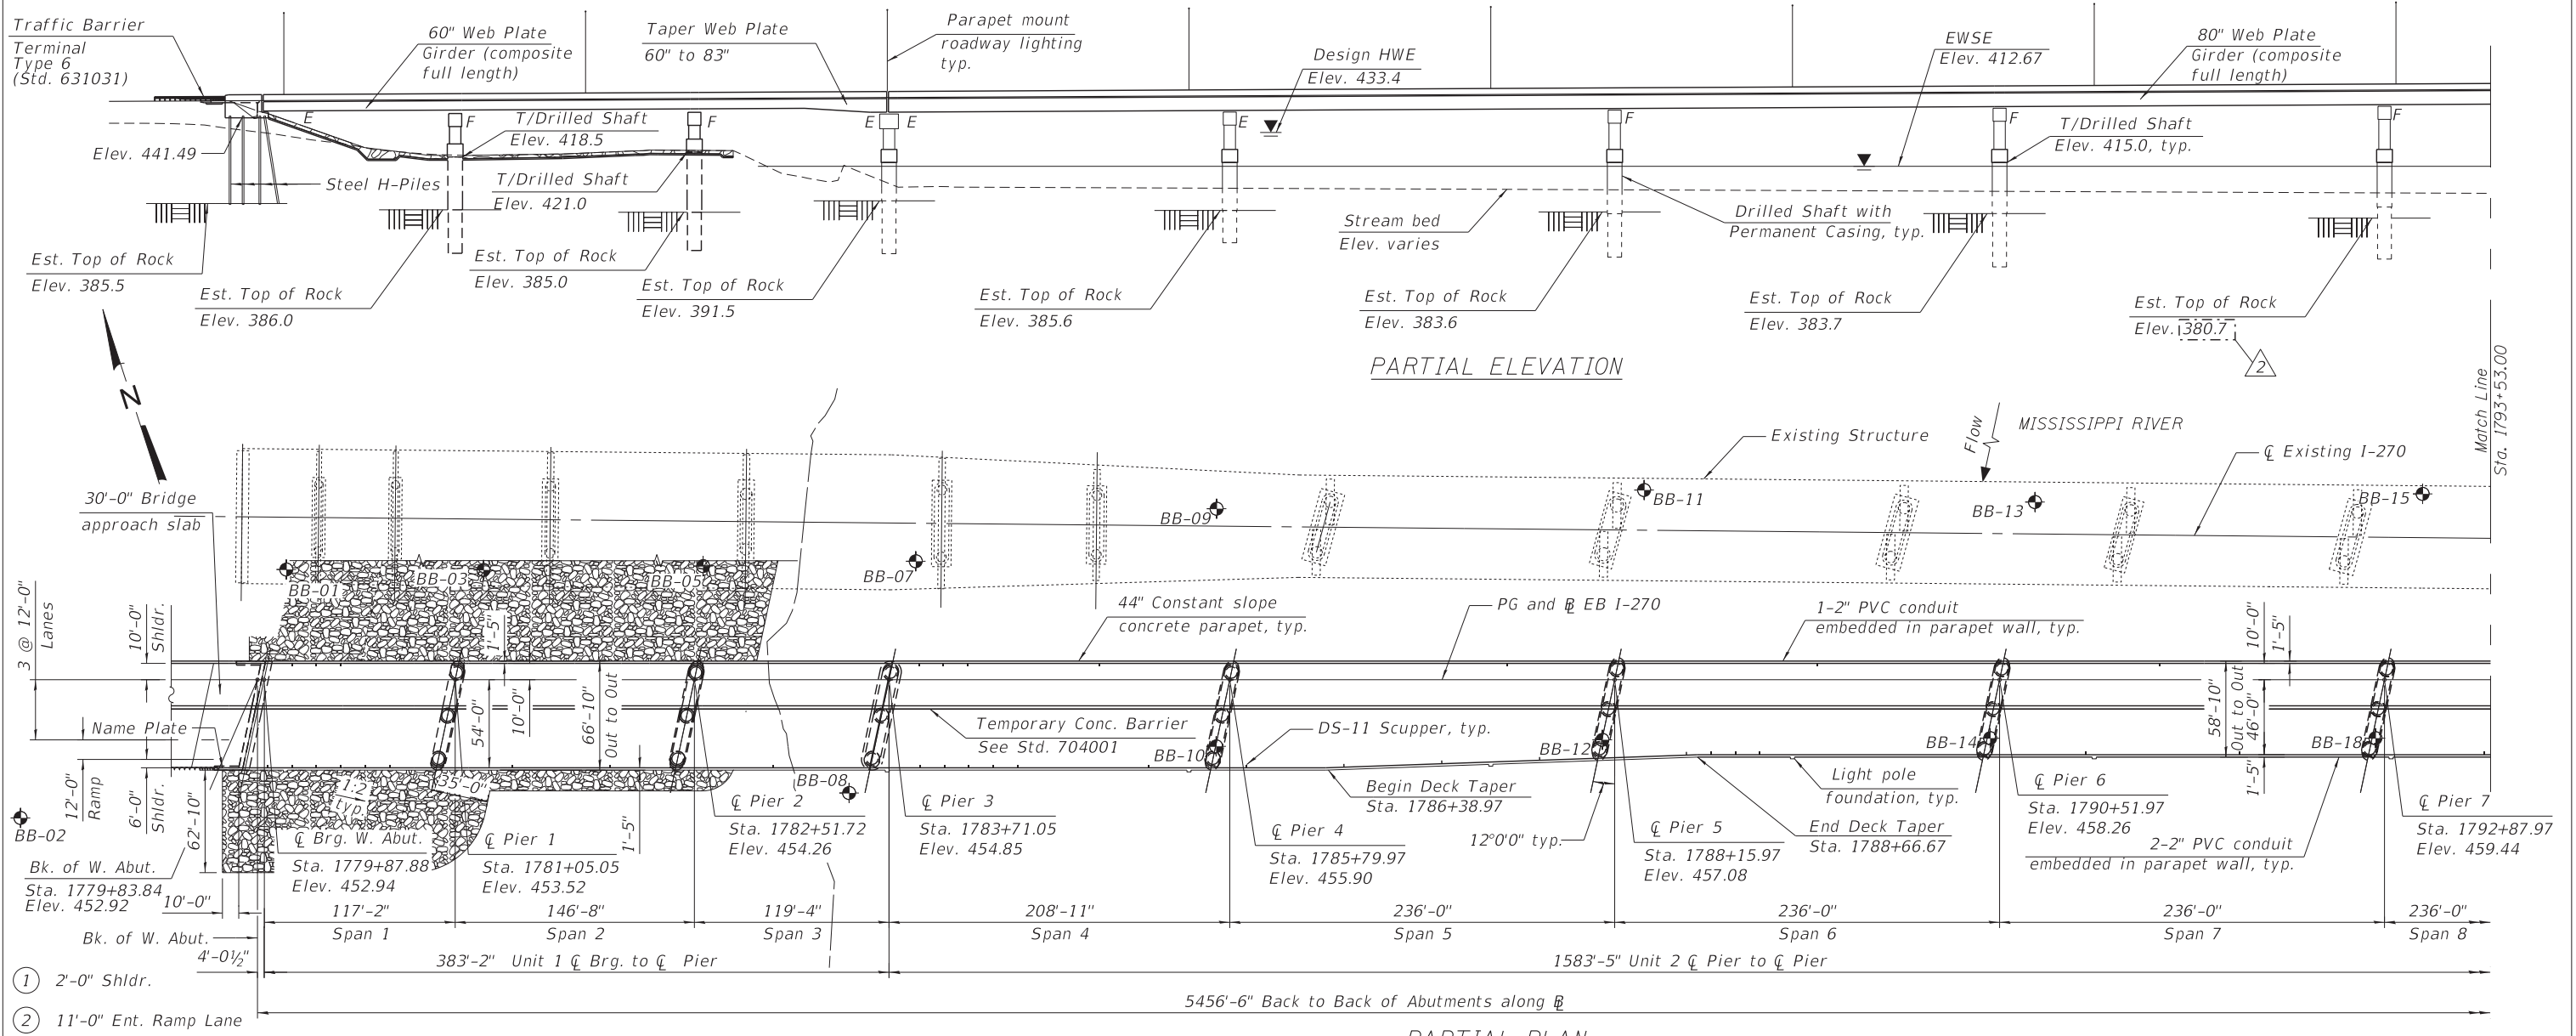 Traffic Barrier
Terminal
Type 6
(Std. 631031)
60" Web Plate
Girder (composite
full length)
Taper Web Plate
60" to 83"
Parapet mount
roadway lighting
typ.
Design HWE
Elev. 433.4
EWSE
Elev. 412.67
80" Web Plate
Girder (composite
full length)
E
F
F
E E
E
F
F
F
T/Drilled Shaft
Elev. 418.5
T/Drilled Shaft
Elev. 415.0, typ.
Elev. 441.49
Steel H-Piles
T/Drilled Shaft
Elev. 421.0
Stream bed
Elev. varies
Drilled Shaft with
Permanent Casing, typ.
Est. Top of Rock
Elev. 385.5
Est. Top of Rock
Elev. 386.0
Est. Top of Rock
Elev. 385.0
Est. Top of Rock
Elev. 391.5
Est. Top of Rock
Elev. 385.6
Est. Top of Rock
Elev. 383.6
Est. Top of Rock
Elev. 383.7
Est. Top of Rock
Elev. 380.7
2
PARTIAL ELEVATION
N
Match Line
Sta. 1793+53.00
Existing Structure
Flow
MISSISSIPPI RIVER
℄ Existing I-270
30'-0" Bridge
approach slab
BB-09
BB-11
BB-13
BB-15
BB-01
BB-03
BB-05
BB-07
3 @ 12'-0"
Lanes
10'-0"
Shldr.
1'-5"
44" Constant slope
concrete parapet, typ.
PG and ℄ EB I-270
1-2" PVC conduit
embedded in parapet wall, typ.
10'-0"
1'-5"
Name Plate
54'-0"
10'-0"
66'-10"
Out to Out
Temporary Conc. Barrier
See Std. 704001
DS-11 Scupper, typ.
58'-10"
Out to Out
46'-0"
1'-5"
BB-10
BB-12
BB-14
BB-18
BB-08
12'-0"
Ramp
6'-0"
Shldr.
62'-10"
1:2
typ.
35'-0"
1'-5"
BB-02
Begin Deck Taper
Sta. 1786+38.97
Light pole
foundation, typ.
End Deck Taper
Sta. 1788+66.67
12°0'0" typ.
2-2" PVC conduit
embedded in parapet wall, typ.
Bk. of W. Abut.
Sta. 1779+83.84
Elev. 452.92
℄ Brg. W. Abut.
Sta. 1779+87.88
Elev. 452.94
℄ Pier 1
Sta. 1781+05.05
Elev. 453.52
℄ Pier 2
Sta. 1782+51.72
Elev. 454.26
℄ Pier 3
Sta. 1783+71.05
Elev. 454.85
℄ Pier 4
Sta. 1785+79.97
Elev. 455.90
℄ Pier 5
Sta. 1788+15.97
Elev. 457.08
℄ Pier 6
Sta. 1790+51.97
Elev. 458.26
℄ Pier 7
Sta. 1792+87.97
Elev. 459.44
10'-0"
117'-2"
Span 1
146'-8"
Span 2
119'-4"
Span 3
208'-11"
Span 4
236'-0"
Span 5
236'-0"
Span 6
236'-0"
Span 7
236'-0"
Span 8
Bk. of W. Abut.
4'-0½"
383'-2" Unit 1 ℄ Brg. to ℄ Pier
1583'-5" Unit 2 ℄ Pier to ℄ Pier
1 2'-0" Shldr.
5456'-6" Back to Back of Abutments along ℄
2 11'-0" Ent. Ramp Lane
PARTIAL PLAN